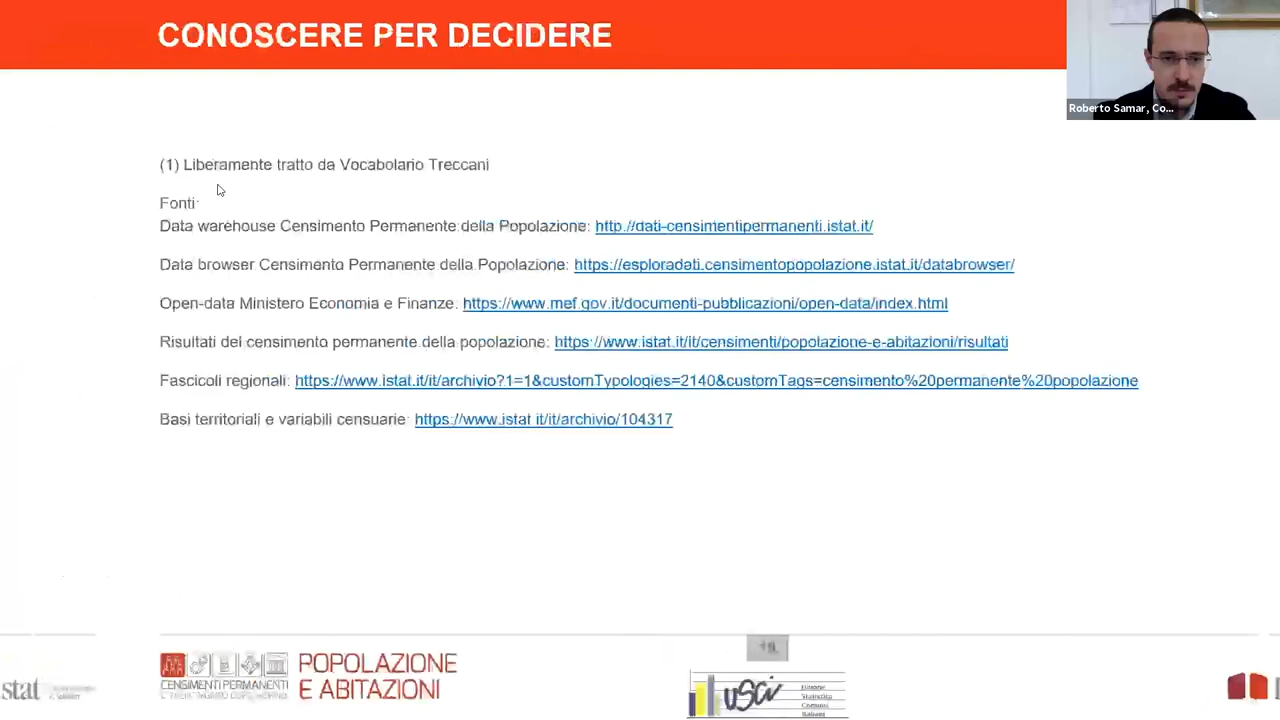 CONOSCERE PER DECIDERE
Roberto Samar, Co...
(1) Liberamente tratto da Vocabolario Treccani
Fonti:
Data warehouse Censimento Permanente della Popolazione: http://dati-censimentipermanenti.istat.it/
Data browser Censimento Permanente della Popolazione: https://esploradati.censimentopopolazione.istat.it/databrowser/
Open-data Ministero Economia e Finanze: https://www.mef.gov.it/documenti-pubblicazioni/open-data/index.html
Risultati del censimento permanente della popolazione: https://www.istat.it/it/censimenti/popolazione-e-abitazioni/risultati
Fascicoli regionali: https://www.istat.it/it/archivio?1=1&customTypologies=2140&customTags=censimento%20permanente%20popolazione
Basi territoriali e variabili censuarie: https://www.istat.it/it/archivio/104317
stat
CENSIMENTI PERMANENTI
POPOLAZIONE
E ABITAZIONI
usci
Unione
Statistica
Comuni
Italiani